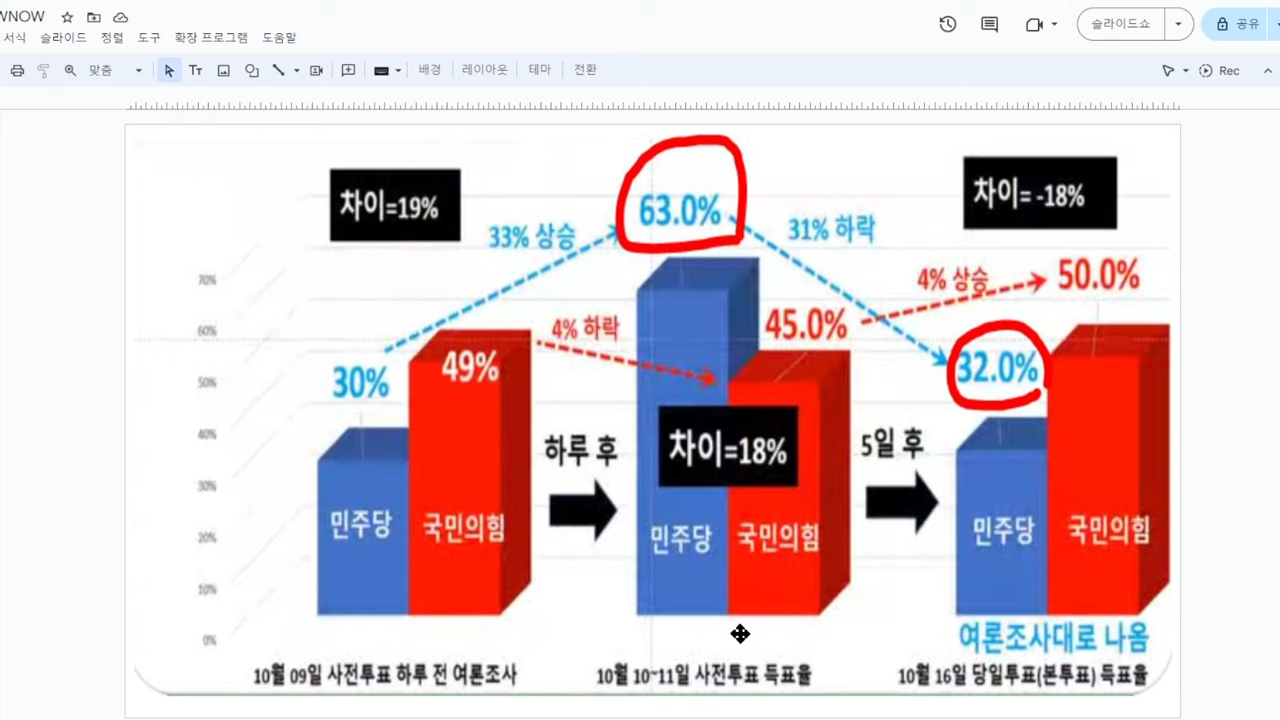 WNOW
서식 슬라이드 정렬 도구 확장 프로그램 도움말
슬라이드쇼
공유
맞춤
배경 레이아웃 테마 전환
Rec
차이=19%
63.0%
차이= -18%
33% 상승
31% 하락
70%
60%
50%
40%
30%
20%
10%
0%
4% 하락
45.0%
4% 상승
50.0%
30%
49%
32.0%
하루 후
차이=18%
5일 후
민주당
국민의힘
민주당
국민의힘
민주당
국민의힘
여론조사대로 나옴
10월 09일 사전투표 하루 전 여론조사
10월 10~11일 사전투표 득표율
10월 16일 당일투표(본투표) 득표율